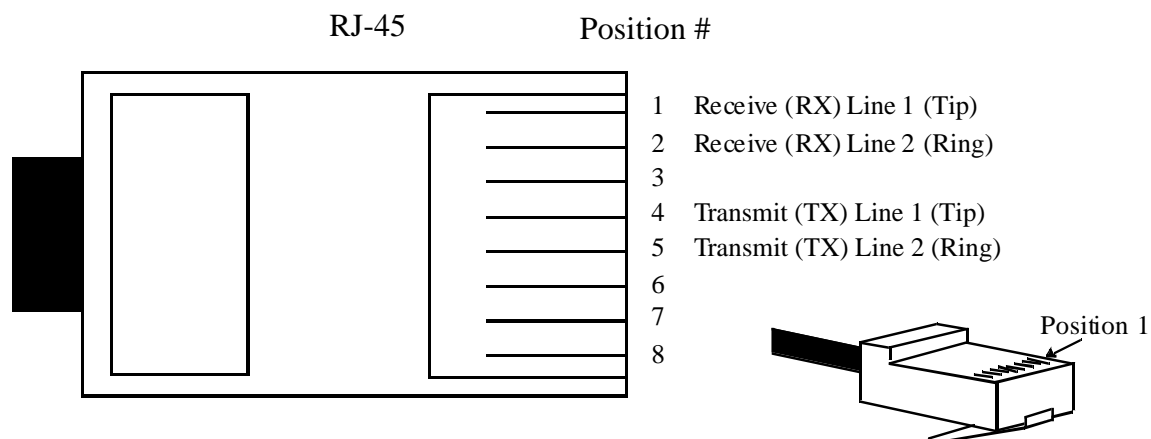 RJ-45 Position #
1 Receive (RX) Line 1 (Tip)
2 Receive (RX) Line 2 (Ring)
3
4 Transmit (TX) Line 1 (Tip)
5 Transmit (TX) Line 2 (Ring)
6
7
8
Position 1